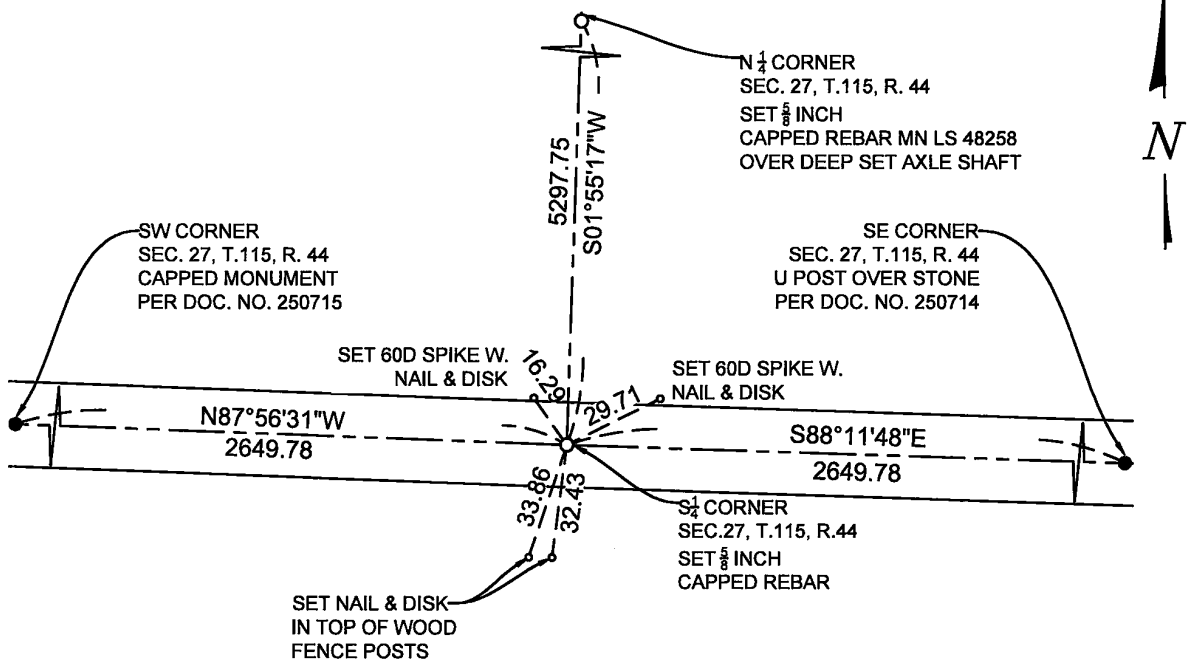 N 1/4 CORNER
SEC. 27, T.115, R. 44
SET 5/8 INCH
CAPPED REBAR MN LS 48258
OVER DEEP SET AXLE SHAFT
N
5297.75
S01°55'17"W
SW CORNER
SEC. 27, T.115, R. 44
CAPPED MONUMENT
PER DOC. NO. 250715
SE CORNER
SEC. 27, T.115, R. 44
U POST OVER STONE
PER DOC. NO. 250714
SET 60D SPIKE W.
NAIL & DISK
16.29
29.71
SET 60D SPIKE W.
NAIL & DISK
N87°56'31"W
2649.78
S88°11'48"E
2649.78
33.86
32.43
S1/4 CORNER
SEC.27, T.115, R.44
SET 5/8 INCH
CAPPED REBAR
SET NAIL & DISK
IN TOP OF WOOD
FENCE POSTS